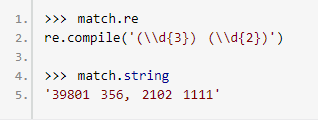 1. >>> match.re
2. re.compile('(\\d{3}) (\\d{2})')
3.
4. >>> match.string
5. '39801 356, 2102 1111'